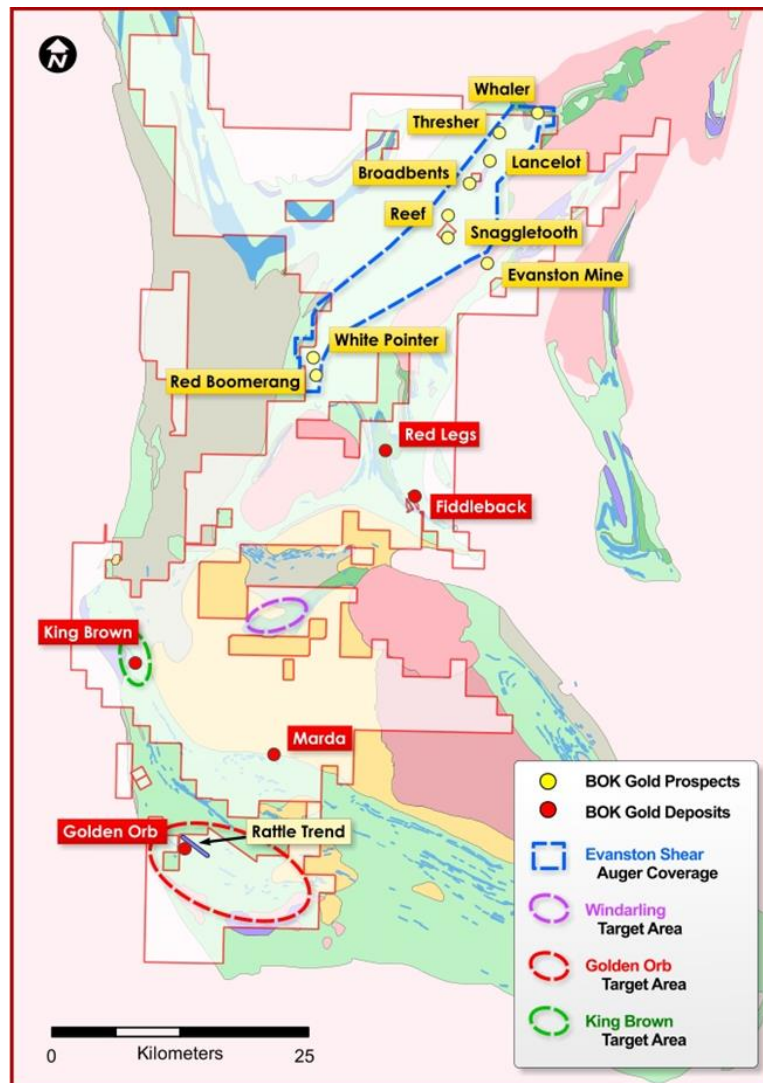 N
Whaler
Thresher
Lancelot
Broadbents
Reef
Snaggletooth
Evanston Mine
White Pointer
Red Boomerang
Red Legs
Fiddleback
King Brown
Marda
Golden Orb
Rattle Trend
BOK Gold Prospects
BOK Gold Deposits
Evanston Shear
Auger Coverage
Windarling
Target Area
Golden Orb
Target Area
King Brown
Target Area
0 Kilometers 25